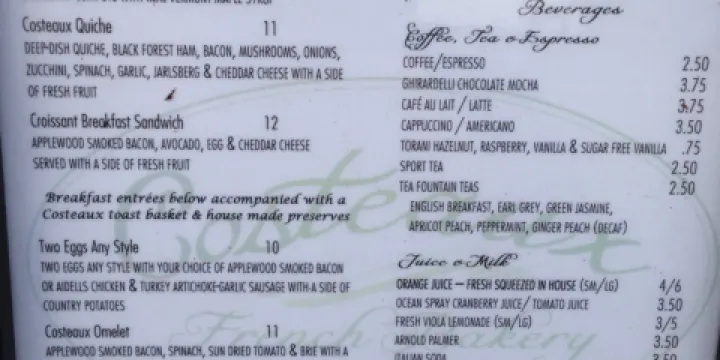 Costeaux Quiche 11
DEEP-DISH QUICHE, BLACK FOREST HAM, BACON, MUSHROOMS, ONIONS,
ZUCCHINI, SPINACH, GARLIC, JARLSBERG & CHEDDAR CHEESE WITH A SIDE
OF FRESH FRUIT
Croissant Breakfast Sandwich 12
APPLEWOOD SMOKED BACON, AVOCADO, EGG & CHEDDAR CHEESE
SERVED WITH A SIDE OF FRESH FRUIT
Breakfast entrées below accompanied with a
Costeaux toast basket & house made preserves
Two Eggs Any Style 10
TWO EGGS ANY STYLE WITH YOUR CHOICE OF APPLEWOOD SMOKED BACON
OR AIDELLS CHICKEN & TURKEY ARTICHOKE-GARLIC SAUSAGE WITH A SIDE OF
COUNTRY POTATOES
Costeaux Omelet 11
APPLEWOOD SMOKED BACON, SPINACH, SUN DRIED TOMATO & BRIE WITH A
Beverages
Coffee, Tea & Espresso
COFFEE/ESPRESSO 2.50
GHIRARDELLI CHOCOLATE MOCHA 3.75
CAFÉ AU LAIT / LATTE 3.75
CAPPUCCINO / AMERICANO 3.50
TORANI HAZELNUT, RASPBERRY, VANILLA & SUGAR FREE VANILLA .75
SPORT TEA 2.50
TEA FOUNTAIN TEAS 2.50
ENGLISH BREAKFAST, EARL GREY, GREEN JASMINE,
APRICOT PEACH, PEPPERMINT, GINGER PEACH (DECAF)
Juice & Milk
ORANGE JUICE – FRESH SQUEEZED IN HOUSE (SM/LG) 4/6
OCEAN SPRAY CRANBERRY JUICE/ TOMATO JUICE 3.50
FRESH VIOLA LEMONADE (SM/LG) 3/5
ARNOLD PALMER 3.50
ITALIAN SODA 3.50
Costeaux
French Bakery